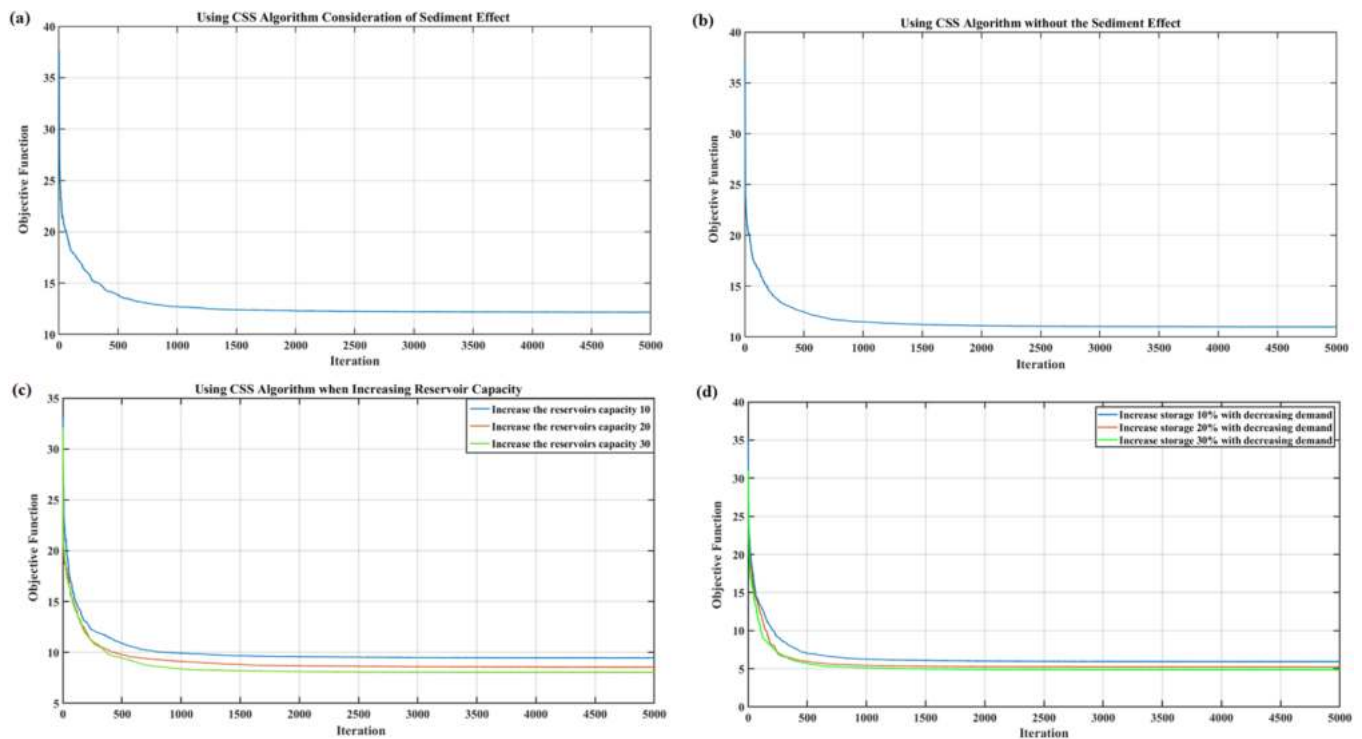 (a)
Using CSS Algorithm Consideration of Sediment Effect
Objective Function
40
35
30
25
20
15
10
0 500 1000 1500 2000 2500 3000 3500 4000 4500 5000
Iteration
(b)
Using CSS Algorithm without the Sediment Effect
Objective Function
40
35
30
25
20
15
10
0 500 1000 1500 2000 2500 3000 3500 4000 4500 5000
Iteration
(c)
Using CSS Algorithm when Increasing Reservoir Capacity
Objective Function
35
30
25
20
15
10
5
Increase the reservoirs capacity 10
Increase the reservoirs capacity 20
Increase the reservoirs capacity 30
0 500 1000 1500 2000 2500 3000 3500 4000 4500 5000
Iteration
(d)
Objective Function
40
35
30
25
20
15
10
5
0
Increase storage 10% with decreasing demand
Increase storage 20% with decreasing demand
Increase storage 30% with decreasing demand
0 500 1000 1500 2000 2500 3000 3500 4000 4500 5000
Iteration